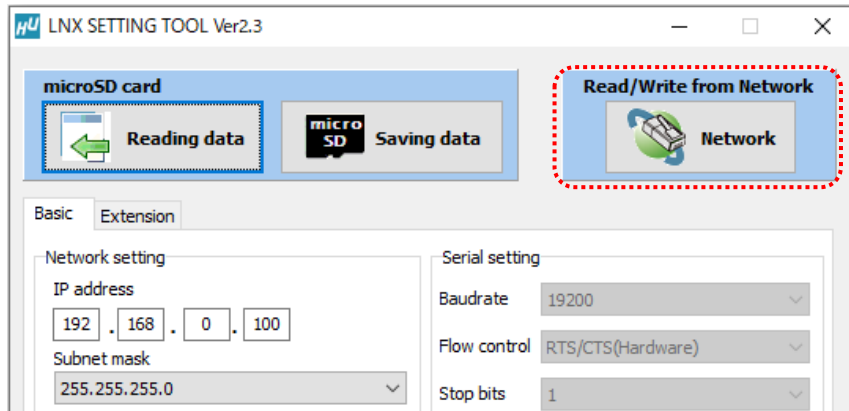 HU LNX SETTING TOOL Ver2.3
microSD card
Reading data
micro
SD
Saving data
Read/Write from Network
Network
Basic
Extension
Network setting
IP address
192 . 168 . 0 . 100
Subnet mask
255.255.255.0
Serial setting
Baudrate 19200
Flow control RTS/CTS(Hardware)
Stop bits 1